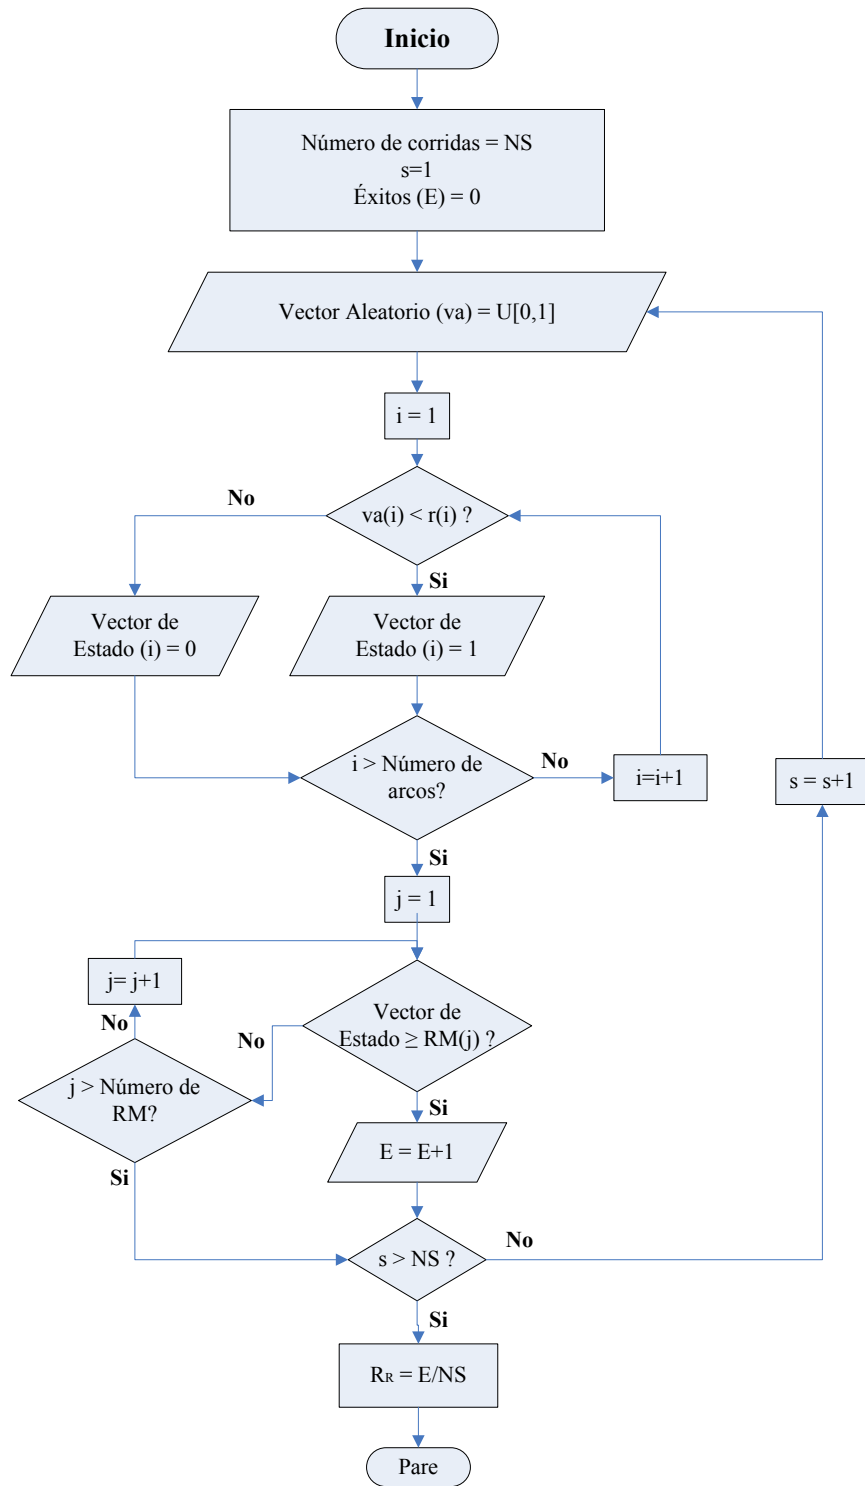 Inicio
Número de corridas = NS
s=1
Éxitos (E) = 0
Vector Aleatorio (va) = U[0,1]
i = 1
va(i) < r(i) ?
No
Si
Vector de
Estado (i) = 0
Vector de
Estado (i) = 1
i > Número de
arcos?
No
i=i+1
s = s+1
Si
j = 1
j= j+1
Vector de
Estado ≥ RM(j) ?
No
No
j > Número de
RM?
Si
Si
E = E+1
s > NS ?
No
Si
RR = E/NS
Pare